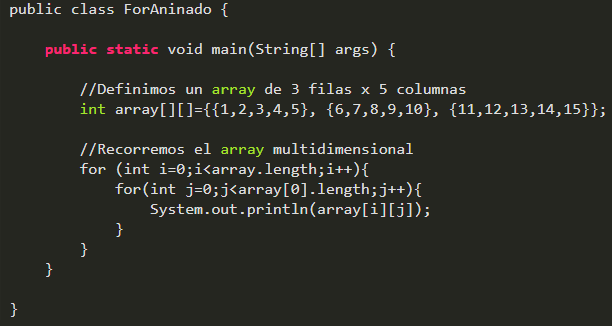 public class ForAninado {
public static void main(String[] args) {
//Definimos un array de 3 filas x 5 columnas
int array[][]={{1,2,3,4,5}, {6,7,8,9,10}, {11,12,13,14,15}};
//Recorremos el array multidimensional
for (int i=0;i<array.length;i++){
for(int j=0;j<array[0].length;j++){
System.out.println(array[i][j]);
}
}
}
}